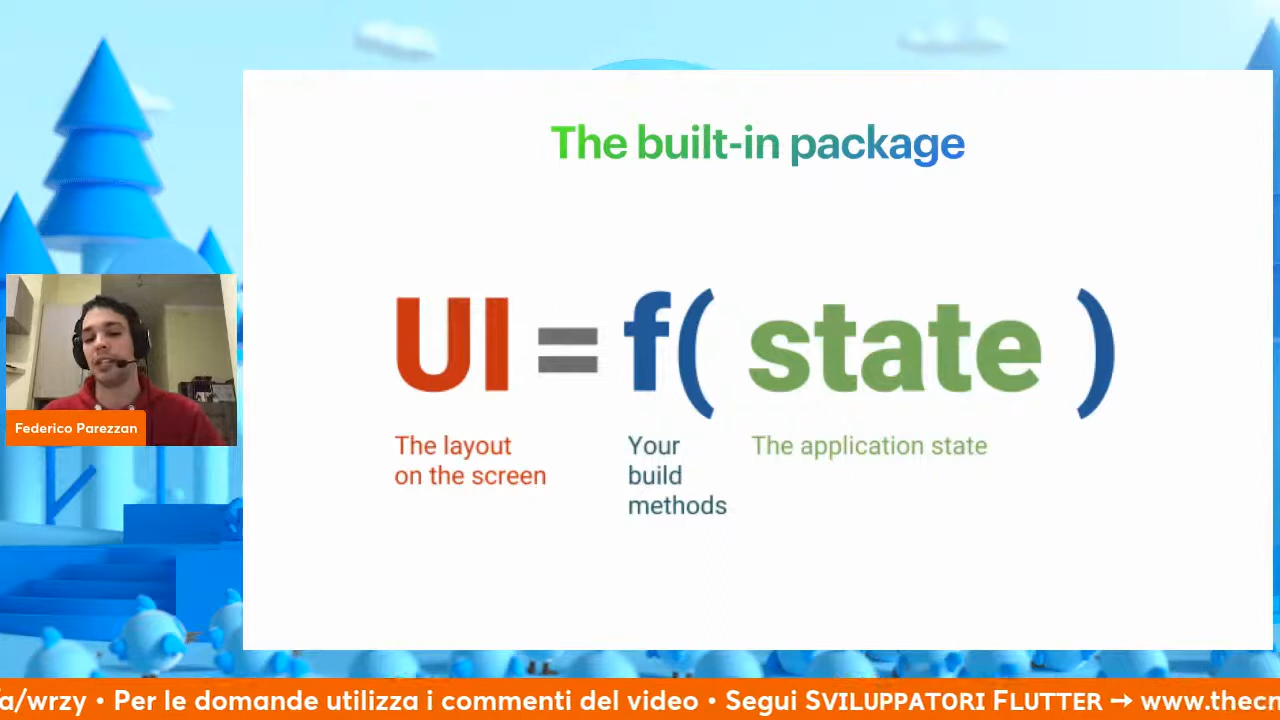 The built-in package
UI = f( state )
The layout
on the screen
Your
build
methods
The application state
Federico Parezzan
a/wrzy • Per le domande utilizza i commenti del video • Segui SVILUPPATORI FLUTTER → www.thecr